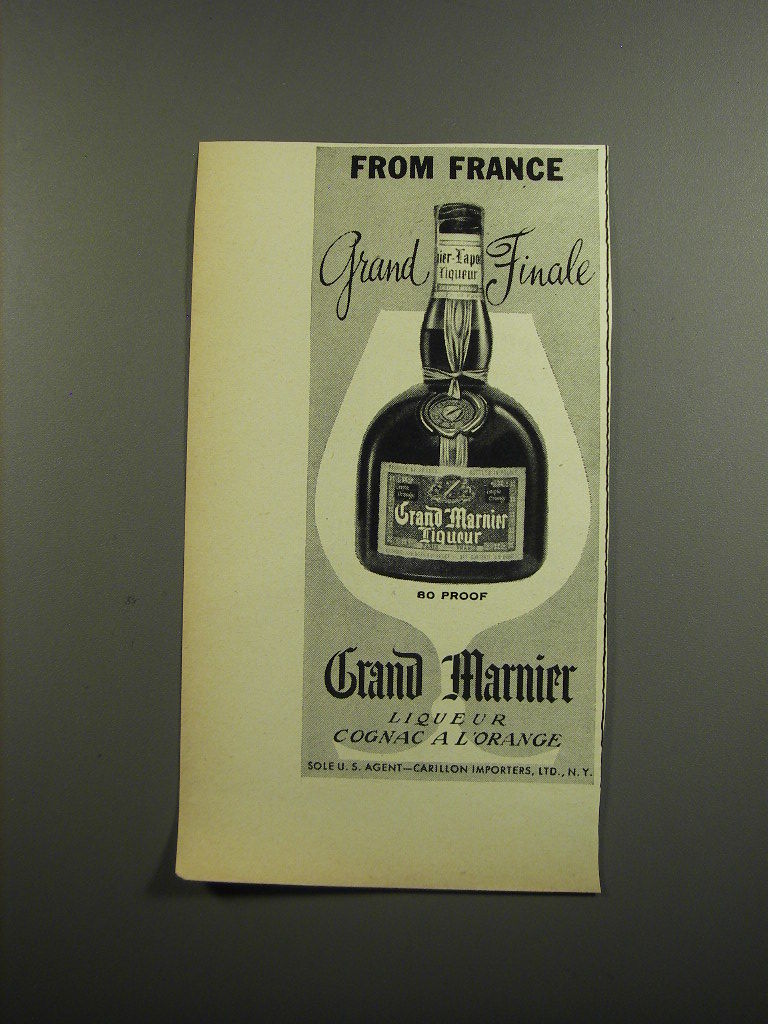 FROM FRANCE
Grand Finale
Liqueur
Grand Marnier
Liqueur
80 PROOF
Grand Marnier
LIQUEUR
COGNAC A L'ORANGE
SOLE U. S. AGENT—CARILLON IMPORTERS, LTD., N. Y.